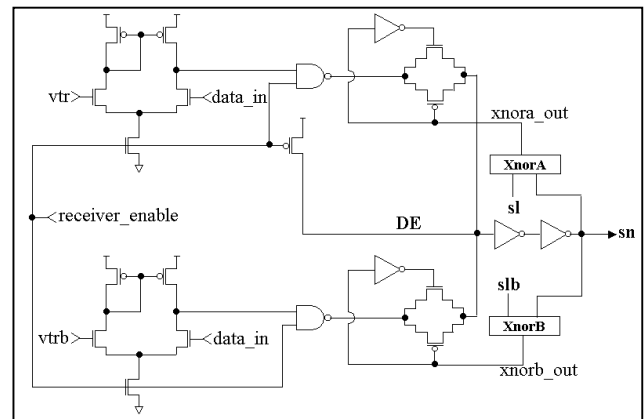 vtr
data_in
xnora_out
XnorA
sl
receiver_enable
DE
sn
slb
vtrb
data_in
XnorB
xnorb_out